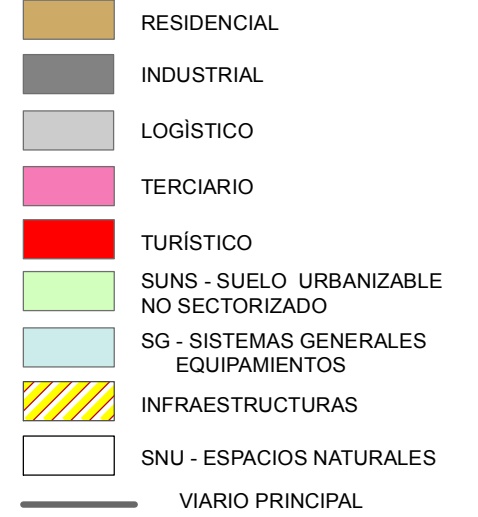 RESIDENCIAL
INDUSTRIAL
LOGÌSTICO
TERCIARIO
TURÍSTICO
SUNS - SUELO URBANIZABLE
NO SECTORIZADO
SG - SISTEMAS GENERALES
EQUIPAMIENTOS
INFRAESTRUCTURAS
SNU - ESPACIOS NATURALES
VIARIO PRINCIPAL